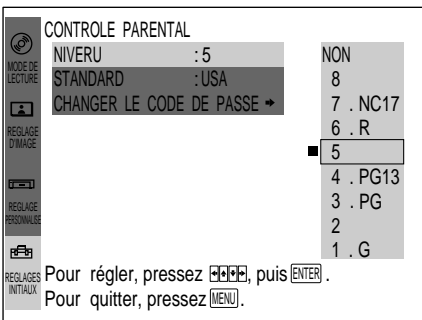 CONTROLE PARENTAL
MODE DE
LECTURE
REGLAGE
D'IMAGE
REGLAGE
PERSONNALISE
REGLAGES
INITIAUX
NIVERU : 5
STANDARD : USA
CHANGER LE CODE DE PASSE
NON
8
7 . NC17
6 . R
5
4 . PG13
3 . PG
2
1 . G
Pour régler, pressez , puis ENTER .
Pour quitter, pressez MENU .